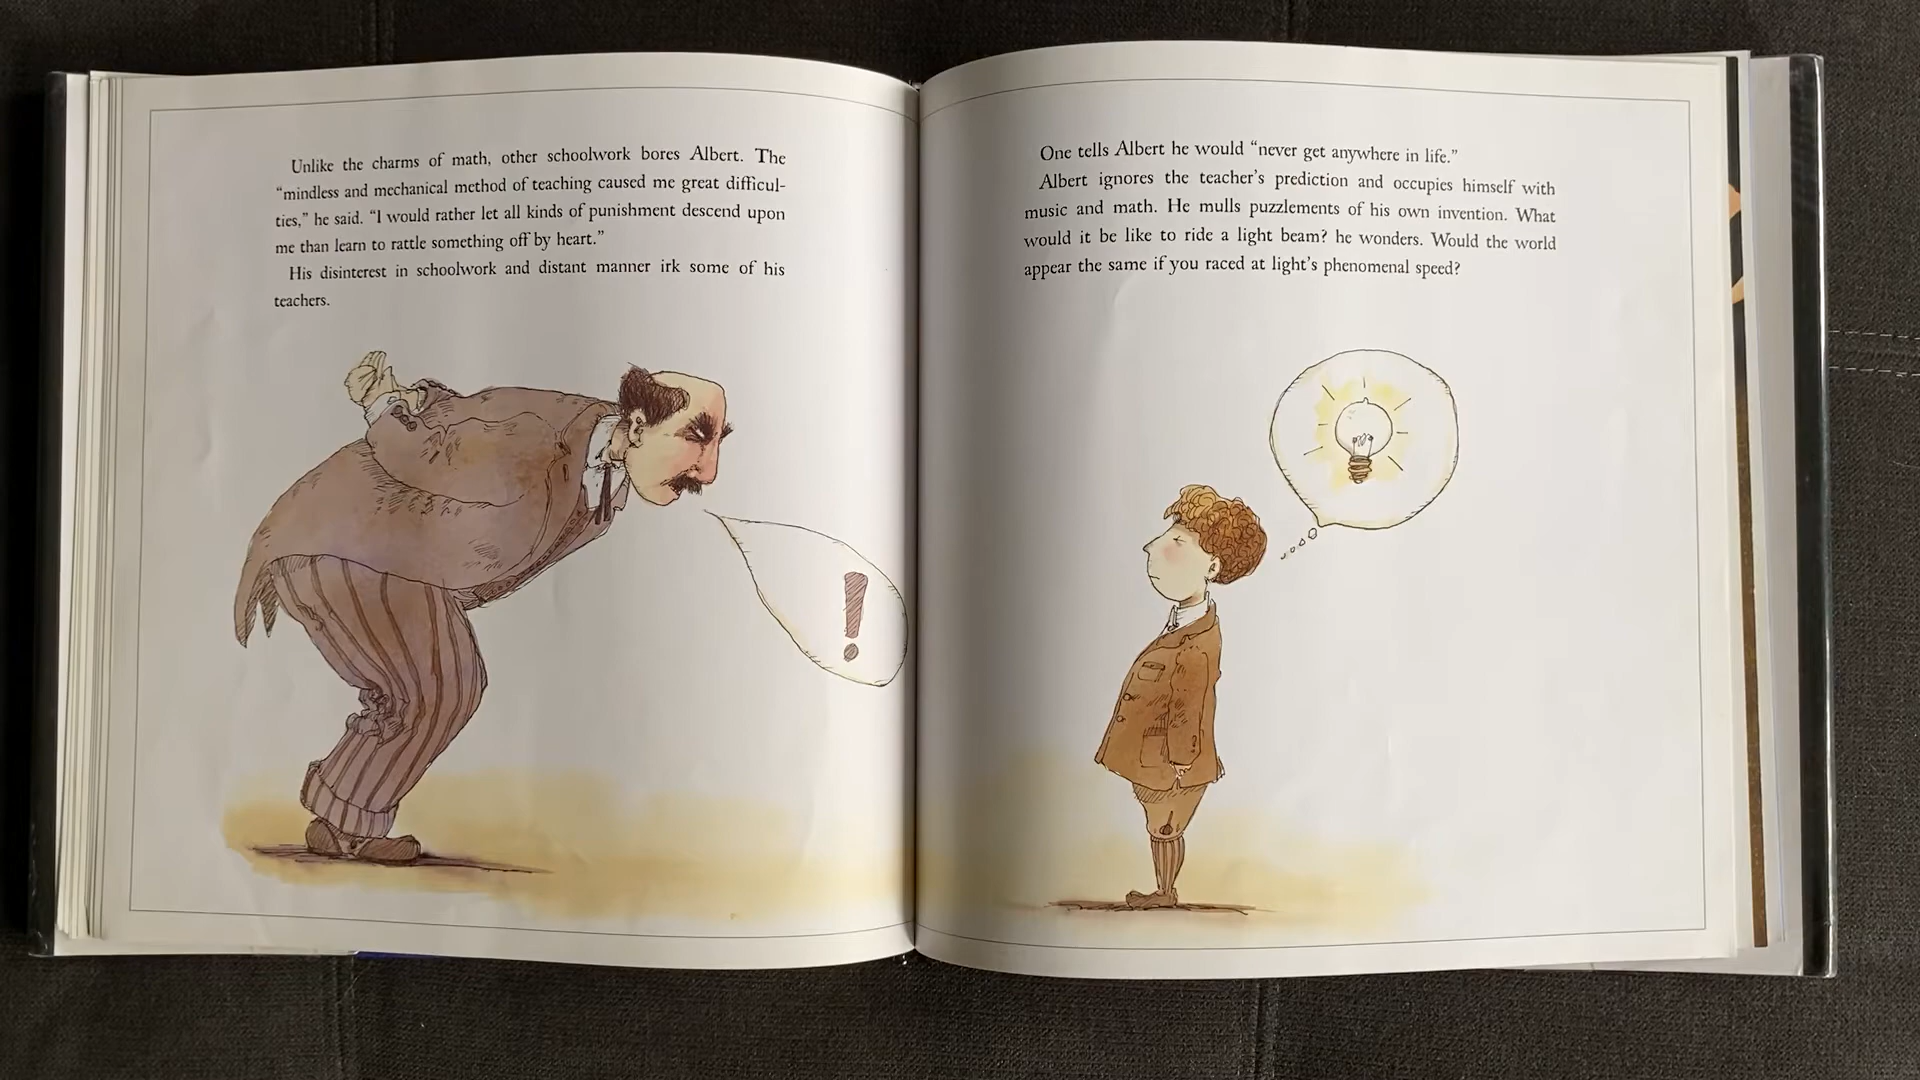 Unlike the charms of math, other schoolwork bores Albert. The
“mindless and mechanical method of teaching caused me great difficul-
ties,” he said. “I would rather let all kinds of punishment descend upon
me than learn to rattle something off by heart.”
His disinterest in schoolwork and distant manner irk some of his
teachers.
!
One tells Albert he would “never get anywhere in life.”
Albert ignores the teacher’s prediction and occupies himself with
music and math. He mulls puzzlements of his own invention. What
would it be like to ride a light beam? he wonders. Would the world
appear the same if you raced at light’s phenomenal speed?